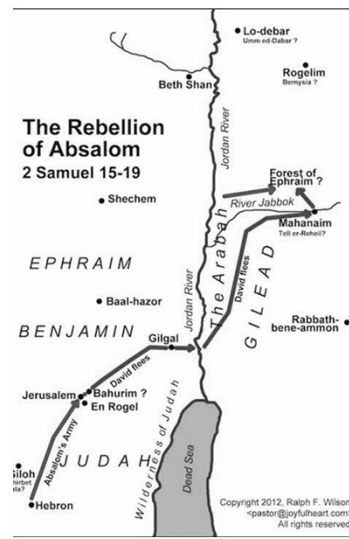 Lo-debar
Umm ed-Dabar ?
Rogelim
Bersynia ?
Beth Shan
Jordan River
The Rebellion
of Absalom
2 Samuel 15-19
Forest of
Ephraim ?
River Jabbok
Shechem
Mahanaim
Tell er-Reheil?
The Arabah
EPHRAIM
David flees
GILEAD
Baal-hazor
Jordan River
Rabbath-
bene-ammon
BENJAMIN
Gilgal
David flees
Jerusalem
Bahurim ?
En Rogel
Absalom's Army
Wilderness of Judah
JUDAH
Dead Sea
Giloh
hirbet
ala?
Hebron
Copyright 2012, Ralph F. Wilson
<pastor@joyfulheart.com
All rights reserved